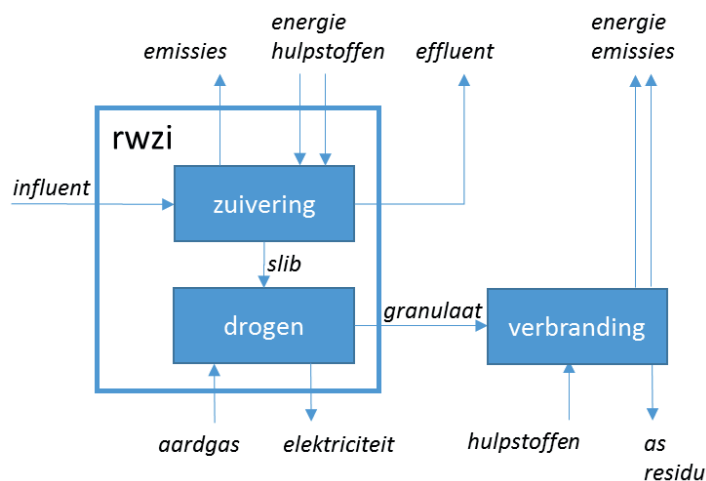 energie
hulpstoffen
emissies
effluent
energie
emissies
rwzi
influent
zuivering
slib
drogen
granulaat
verbranding
aardgas
elektriciteit
hulpstoffen
as
residu